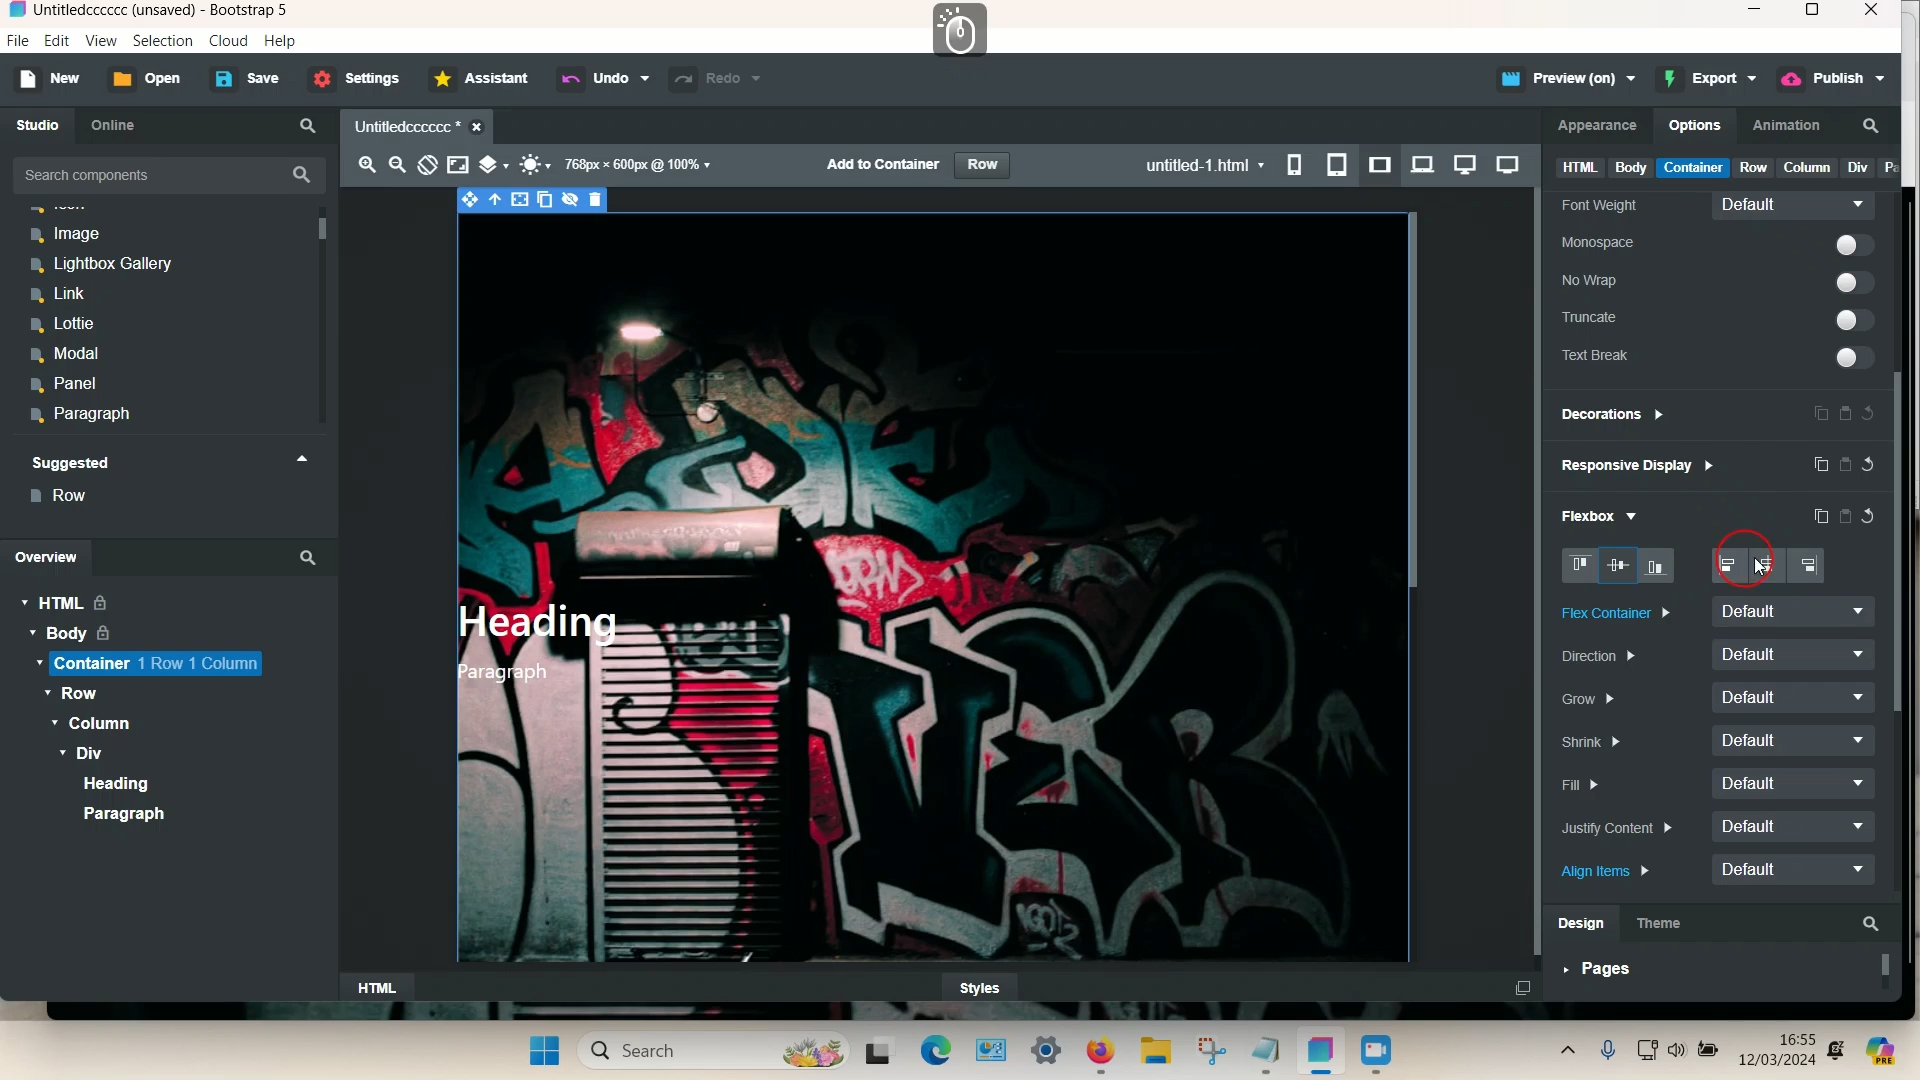 Untitledcccccc (unsaved) - Bootstrap 5
File Edit View Selection Cloud Help
New Open Save Settings Assistant Undo Redo Preview (on) Export Publish
Studio Online
Untitledcccccc *
Appearance Options Animation
Search components
768px × 600px @ 100%
Add to Container Row
untitled-1.html
HTML Body Container Row Column Div Pa
Icon
Image
Lightbox Gallery
Link
Lottie
Modal
Panel
Paragraph
Suggested
Row
Overview
HTML
Body
Container 1 Row 1 Column
Row
Column
Div
Heading
Paragraph
Heading
Paragraph
Font Weight Default
Monospace
No Wrap
Truncate
Text Break
Decorations
Responsive Display
Flexbox
Flex Container Default
Direction Default
Grow Default
Shrink Default
Fill Default
Justify Content Default
Align Items Default
Design Theme
Pages
HTML
Styles
Search
16:55
12/03/2024
PRE